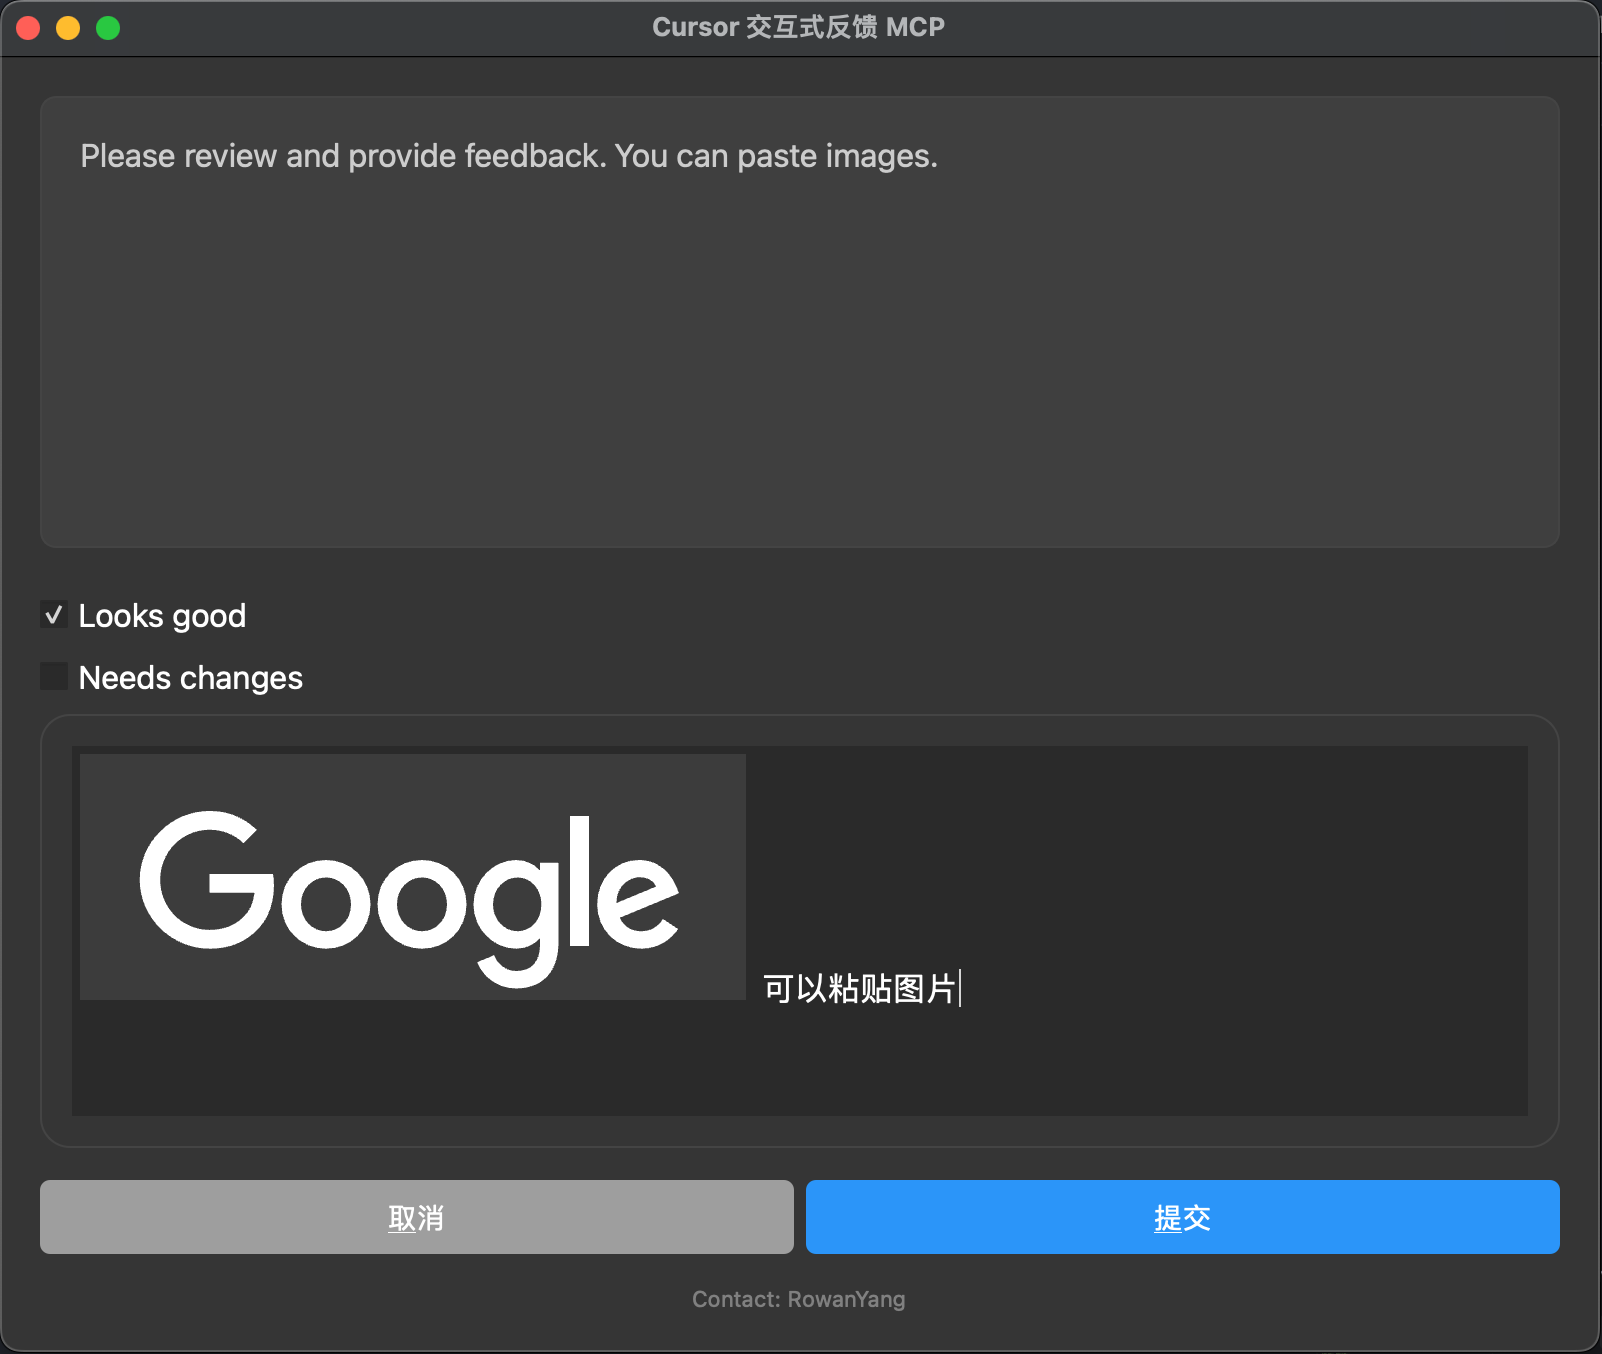 Cursor 交互式反馈 MCP
Please review and provide feedback. You can paste images.
Looks good
Needs changes
Google
可以粘贴图片
取消
提交
Contact: RowanYang